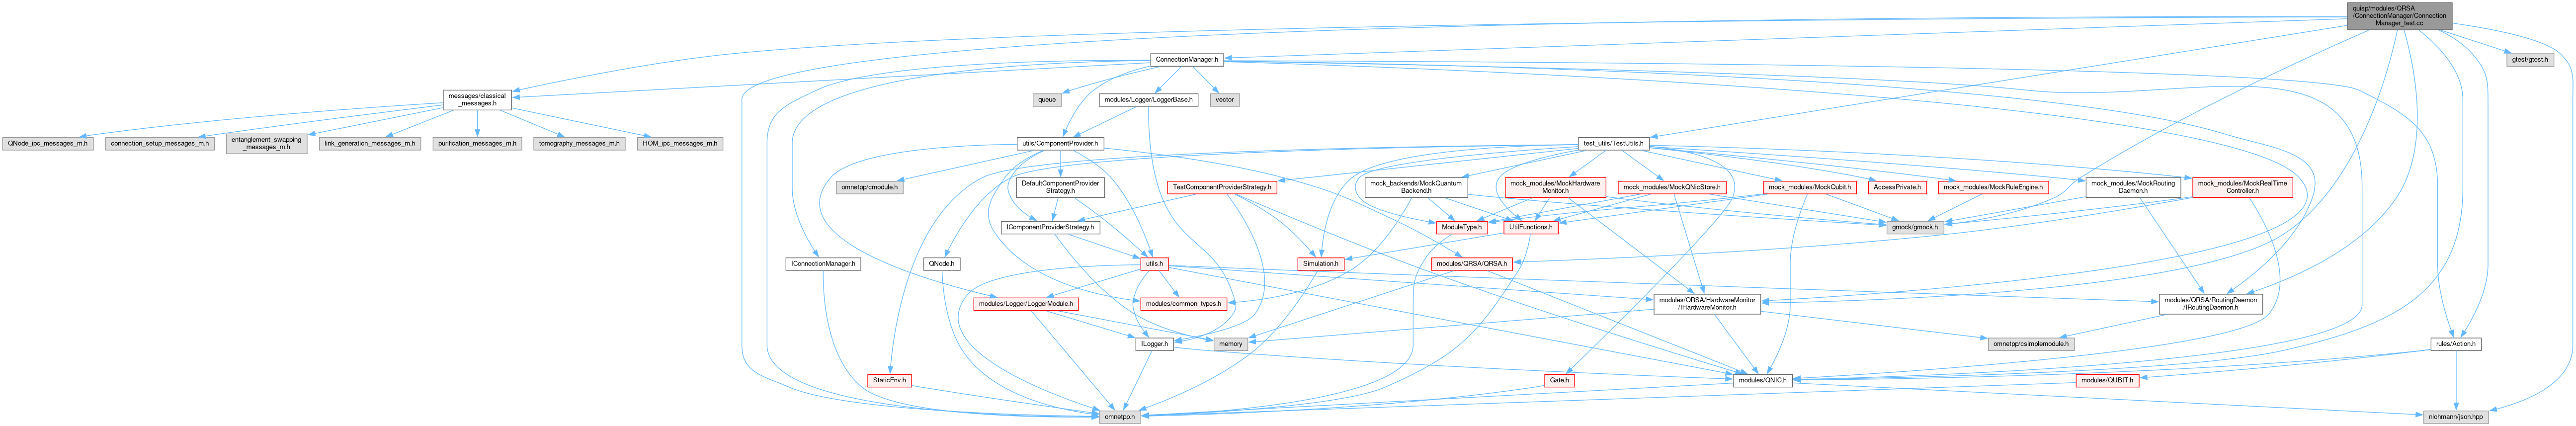 quisp/modules/QRSA
/ConnectionManager/Connection
Manager_test.cc
ConnectionManager.h
gtest/gtest.h
messages/classical
_messages.h
queue
modules/Logger/LoggerBase.h
vector
QNode_ipc_messages_m.h
connection_setup_messages_m.h
entanglement_swapping
_messages_m.h
link_generation_messages_m.h
purification_messages_m.h
tomography_messages_m.h
HOM_ipc_messages_m.h
utils/ComponentProvider.h
test_utils/TestUtils.h
omnetpp/cmodule.h
DefaultComponentProvider
Strategy.h
TestComponentProviderStrategy.h
mock_backends/MockQuantum
Backend.h
mock_modules/MockHardware
Monitor.h
mock_modules/MockQNicStore.h
mock_modules/MockQubit.h
AccessPrivate.h
mock_modules/MockRuleEngine.h
mock_modules/MockRouting
Daemon.h
mock_modules/MockRealTime
Controller.h
IComponentProviderStrategy.h
ModuleType.h
UtilFunctions.h
gmock/gmock.h
IConnectionManager.h
QNode.h
utils.h
Simulation.h
modules/QRSA/QRSA.h
modules/Logger/LoggerModule.h
modules/common_types.h
modules/QRSA/HardwareMonitor
/IHardwareMonitor.h
modules/QRSA/RoutingDaemon
/IRoutingDaemon.h
ILogger.h
memory
omnetpp/csimplemodule.h
rules/Action.h
StaticEnv.h
Gate.h
modules/QNIC.h
modules/QUBIT.h
omnetpp.h
nlohmann/json.hpp